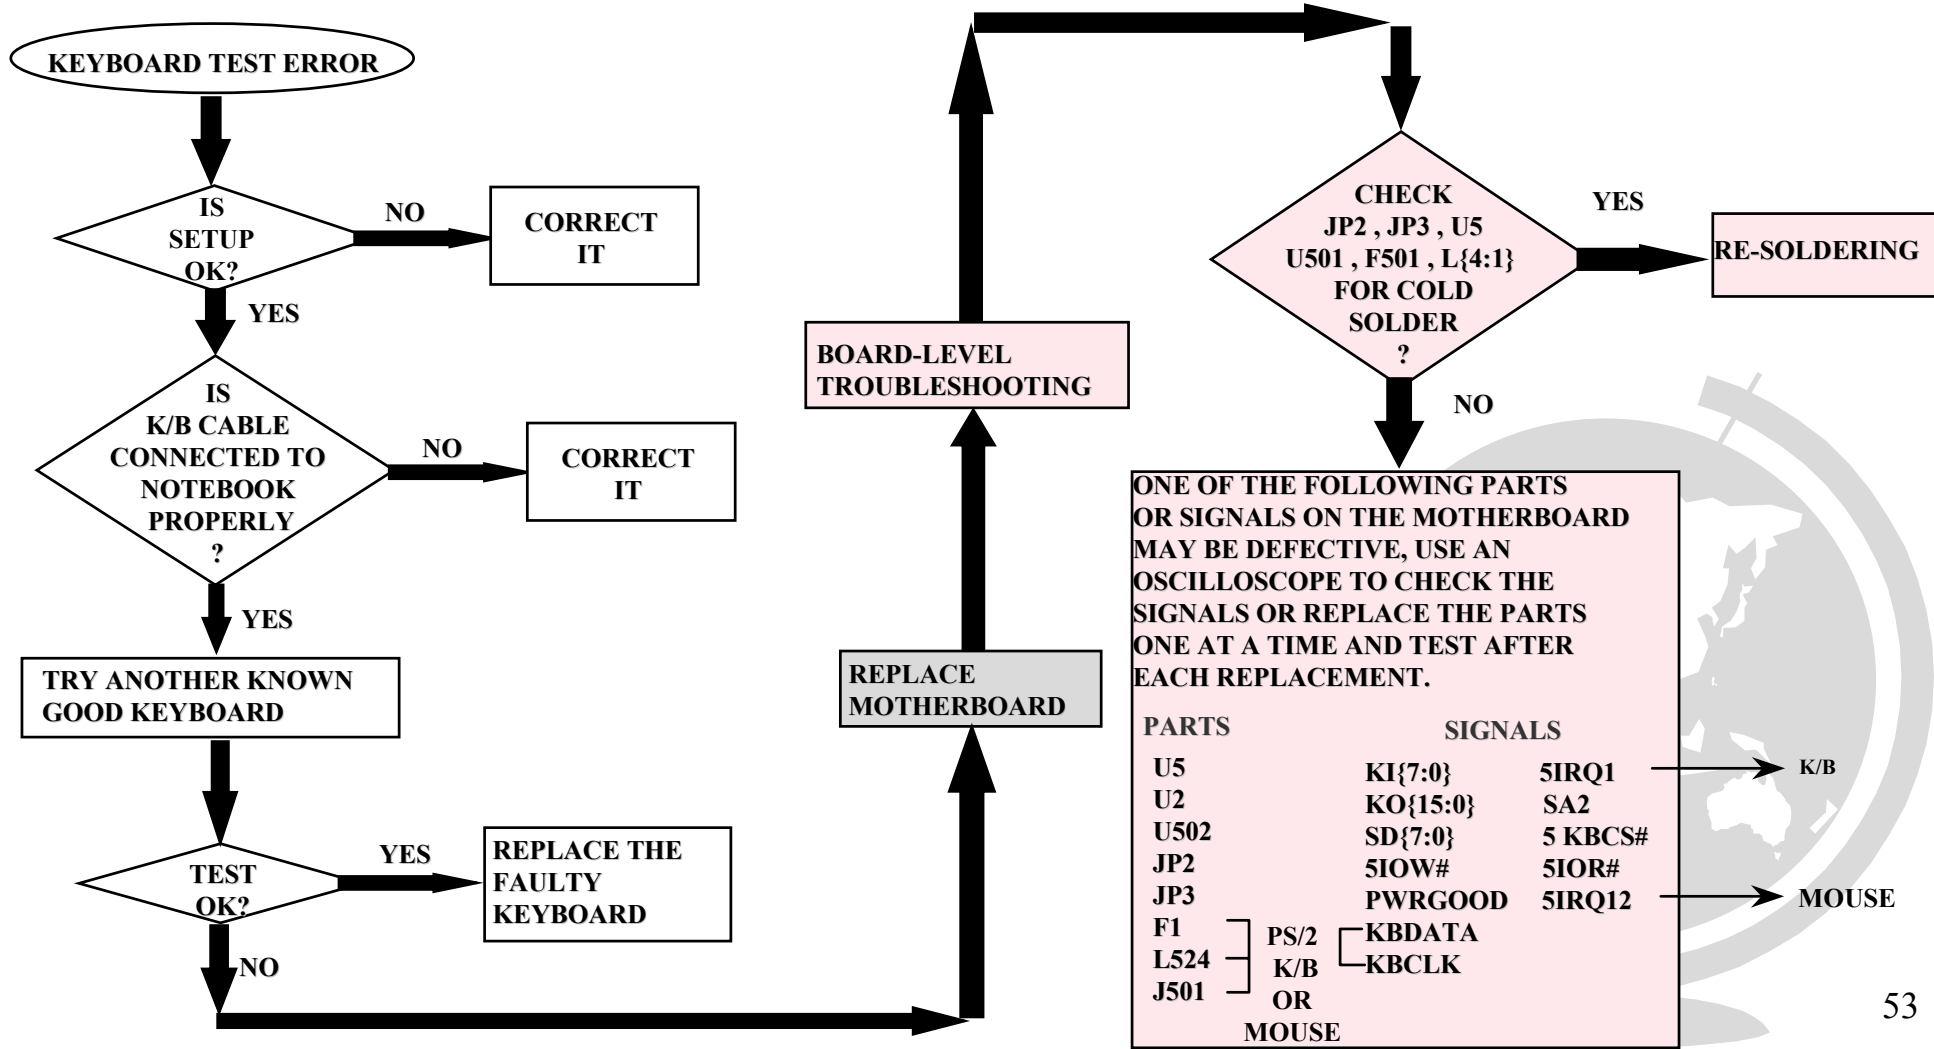 KEYBOARD TEST ERROR
IS
SETUP
OK?
NO
CORRECT
IT
YES
IS
K/B CABLE
CONNECTED TO
NOTEBOOK
PROPERLY
?
NO
CORRECT
IT
YES
TRY ANOTHER KNOWN
GOOD KEYBOARD
TEST
OK?
YES
REPLACE THE
FAULTY
KEYBOARD
NO
REPLACE
MOTHERBOARD
BOARD-LEVEL
TROUBLESHOOTING
CHECK
JP2 , JP3 , U5
U501 , F501 , L{4:1}
FOR COLD
SOLDER
?
YES
RE-SOLDERING
NO
ONE OF THE FOLLOWING PARTS
OR SIGNALS ON THE MOTHERBOARD
MAY BE DEFECTIVE, USE AN
OSCILLOSCOPE TO CHECK THE
SIGNALS OR REPLACE THE PARTS
ONE AT A TIME AND TEST AFTER
EACH REPLACEMENT.
PARTS
U5
U2
U502
JP2
JP3
F1
L524
J501
PS/2
K/B
OR
MOUSE
SIGNALS
KI{7:0}
KO{15:0}
SD{7:0}
5IOW#
PWRGOOD
KBDATA
KBCLK
5IRQ1
SA2
5 KBCS#
5IOR#
5IRQ12
K/B
MOUSE
53